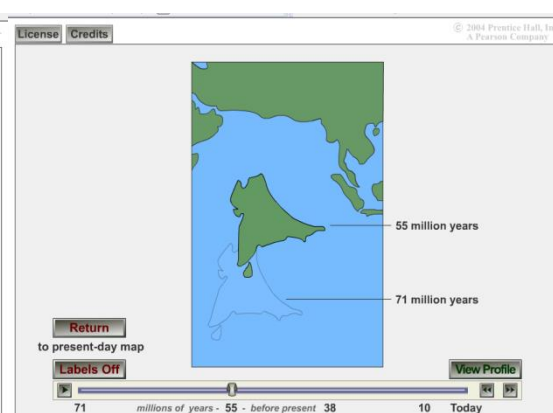 License Credits
© 2004 Prentice Hall, In
A Pearson Company
55 million years
71 million years
Return
to present-day map
Labels Off
View Profile
71 millions of years - 55 - before present 38 10 Today